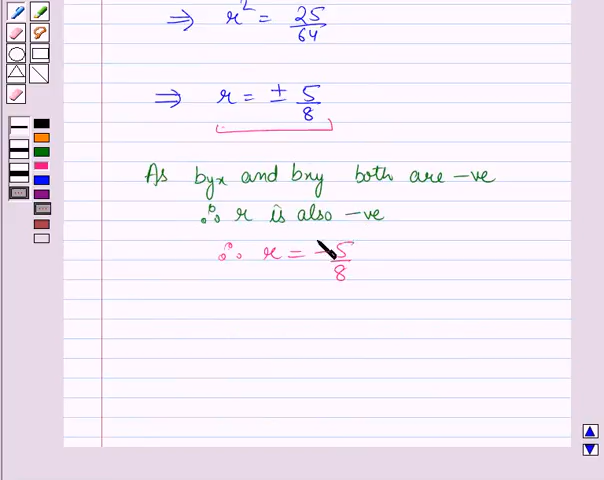 ⇒ r² = 25/64
⇒ r = ± 5/8
As byx and bxy both are -ve
∴ r is also -ve
∴ r = -5/8